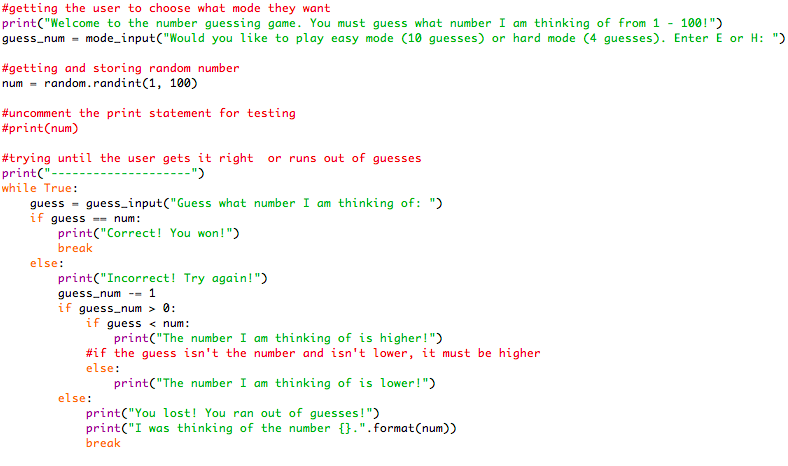 #getting the user to choose what mode they want
print("Welcome to the number guessing game. You must guess what number I am thinking of from 1 - 100!")
guess_num = mode_input("Would you like to play easy mode (10 guesses) or hard mode (4 guesses). Enter E or H: ")

#getting and storing random number
num = random.randint(1, 100)

#uncomment the print statement for testing
#print(num)

#trying until the user gets it right  or runs out of guesses
print("--------------------")
while True:
    guess = guess_input("Guess what number I am thinking of: ")
    if guess == num:
        print("Correct! You won!")
        break
    else:
        print("Incorrect! Try again!")
        guess_num -= 1
        if guess_num > 0:
            if guess < num:
                print("The number I am thinking of is higher!")
            #if the guess isn't the number and isn't lower, it must be higher
            else:
                print("The number I am thinking of is lower!")
        else:
            print("You lost! You ran out of guesses!")
            print("I was thinking of the number {}.".format(num))
            break